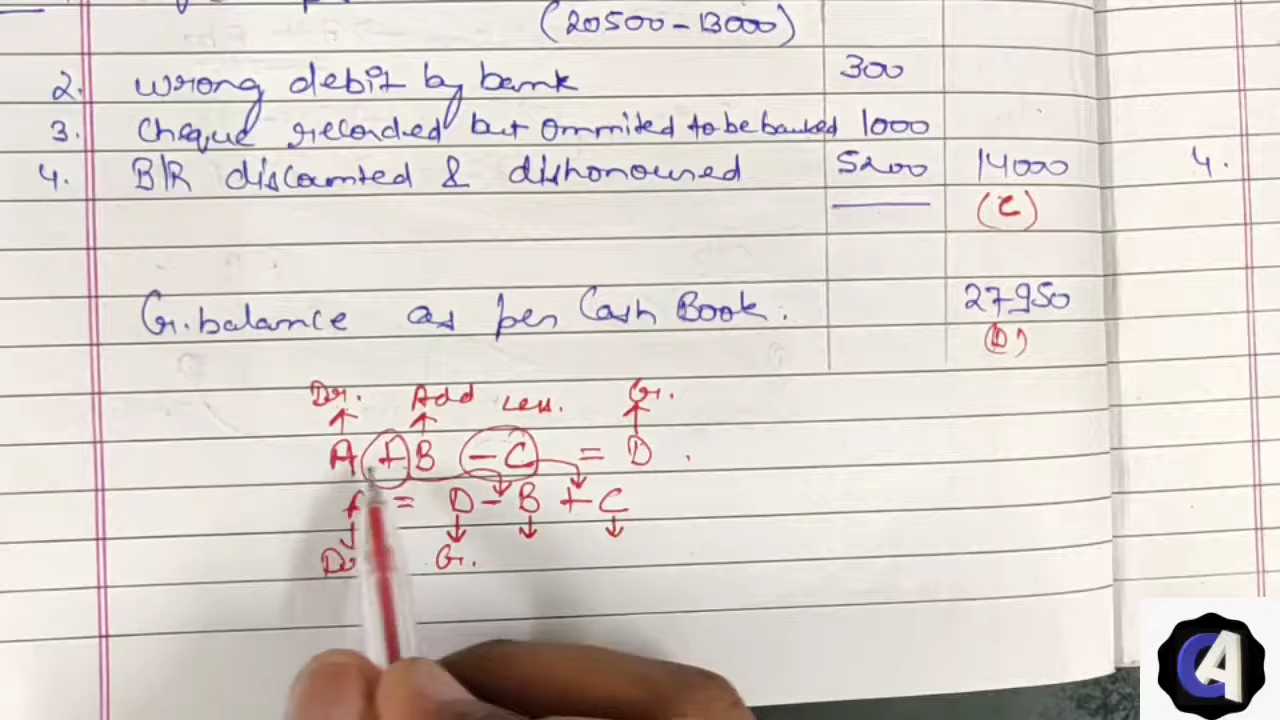 (20500-13000)
2. wrong debit by bank 300
3. Cheque recorded but ommited to be banked 1000
4. B/R discounted & dishonoured 5200 14000 4.
(C)
Cr. balance as per Cash Book. 27950
(D)
Dr. Add Less. Cr.
A + B - C = D .
A = D - B + C
Dr Cr.
CA